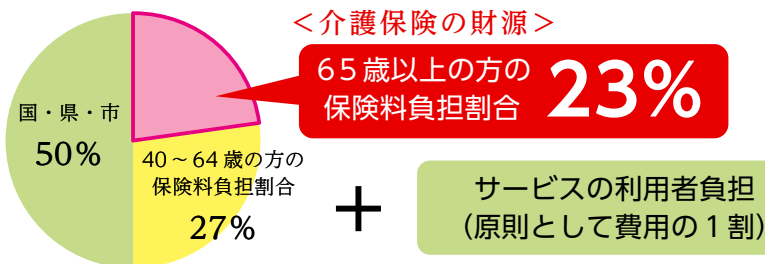 ＜介護保険の財源＞
65歳以上の方の
保険料負担割合 23%
国・県・市
50%
40～64歳の方の
保険料負担割合
27%
＋
サービスの利用者負担
（原則として費用の１割）